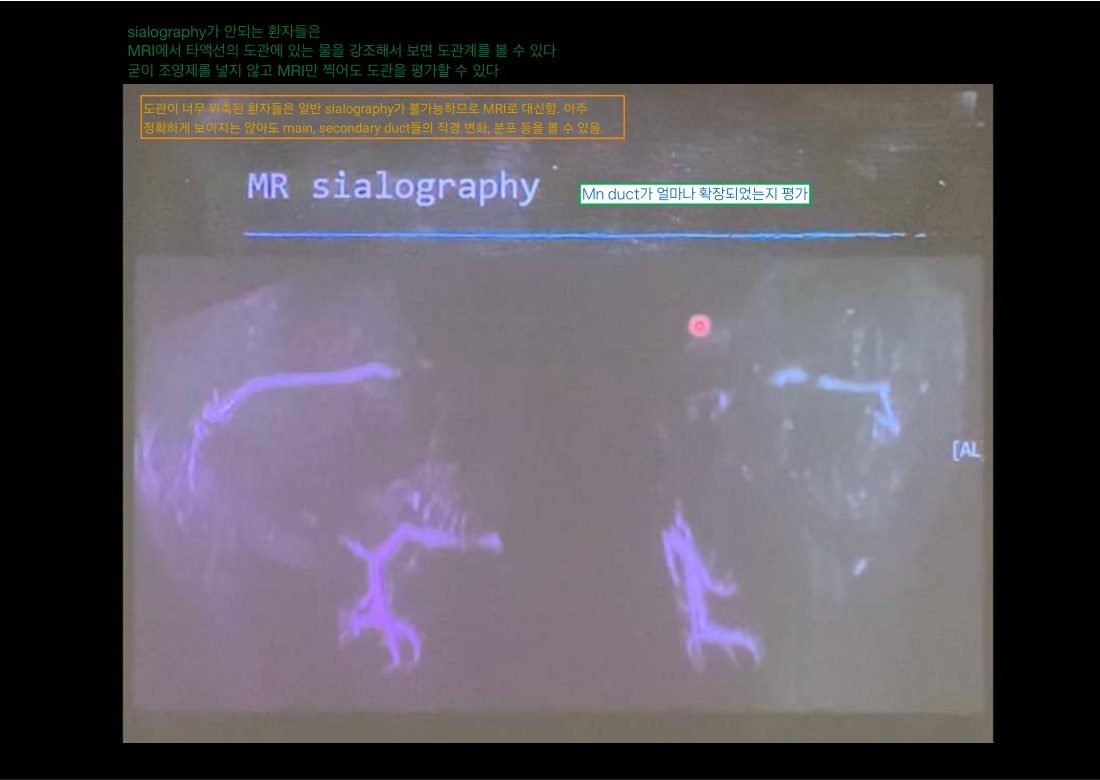 sialography가 안되는 환자들은
MRI에서 타액선의 도관에 있는 물을 강조해서 보면 도관계를 볼 수 있다
굳이 조영제를 넣지 않고 MRI만 찍어도 도관을 평가할 수 있다
도관이 너무 위축된 환자들은 일반 sialography가 불가능하므로 MRI로 대신함. 아주
정확하게 보이지는 않아도 main, secondary duct들의 직경 변화, 분포 등을 볼 수 있음.
MR sialography
Mn duct가 얼마나 확장되었는지 평가
[AL